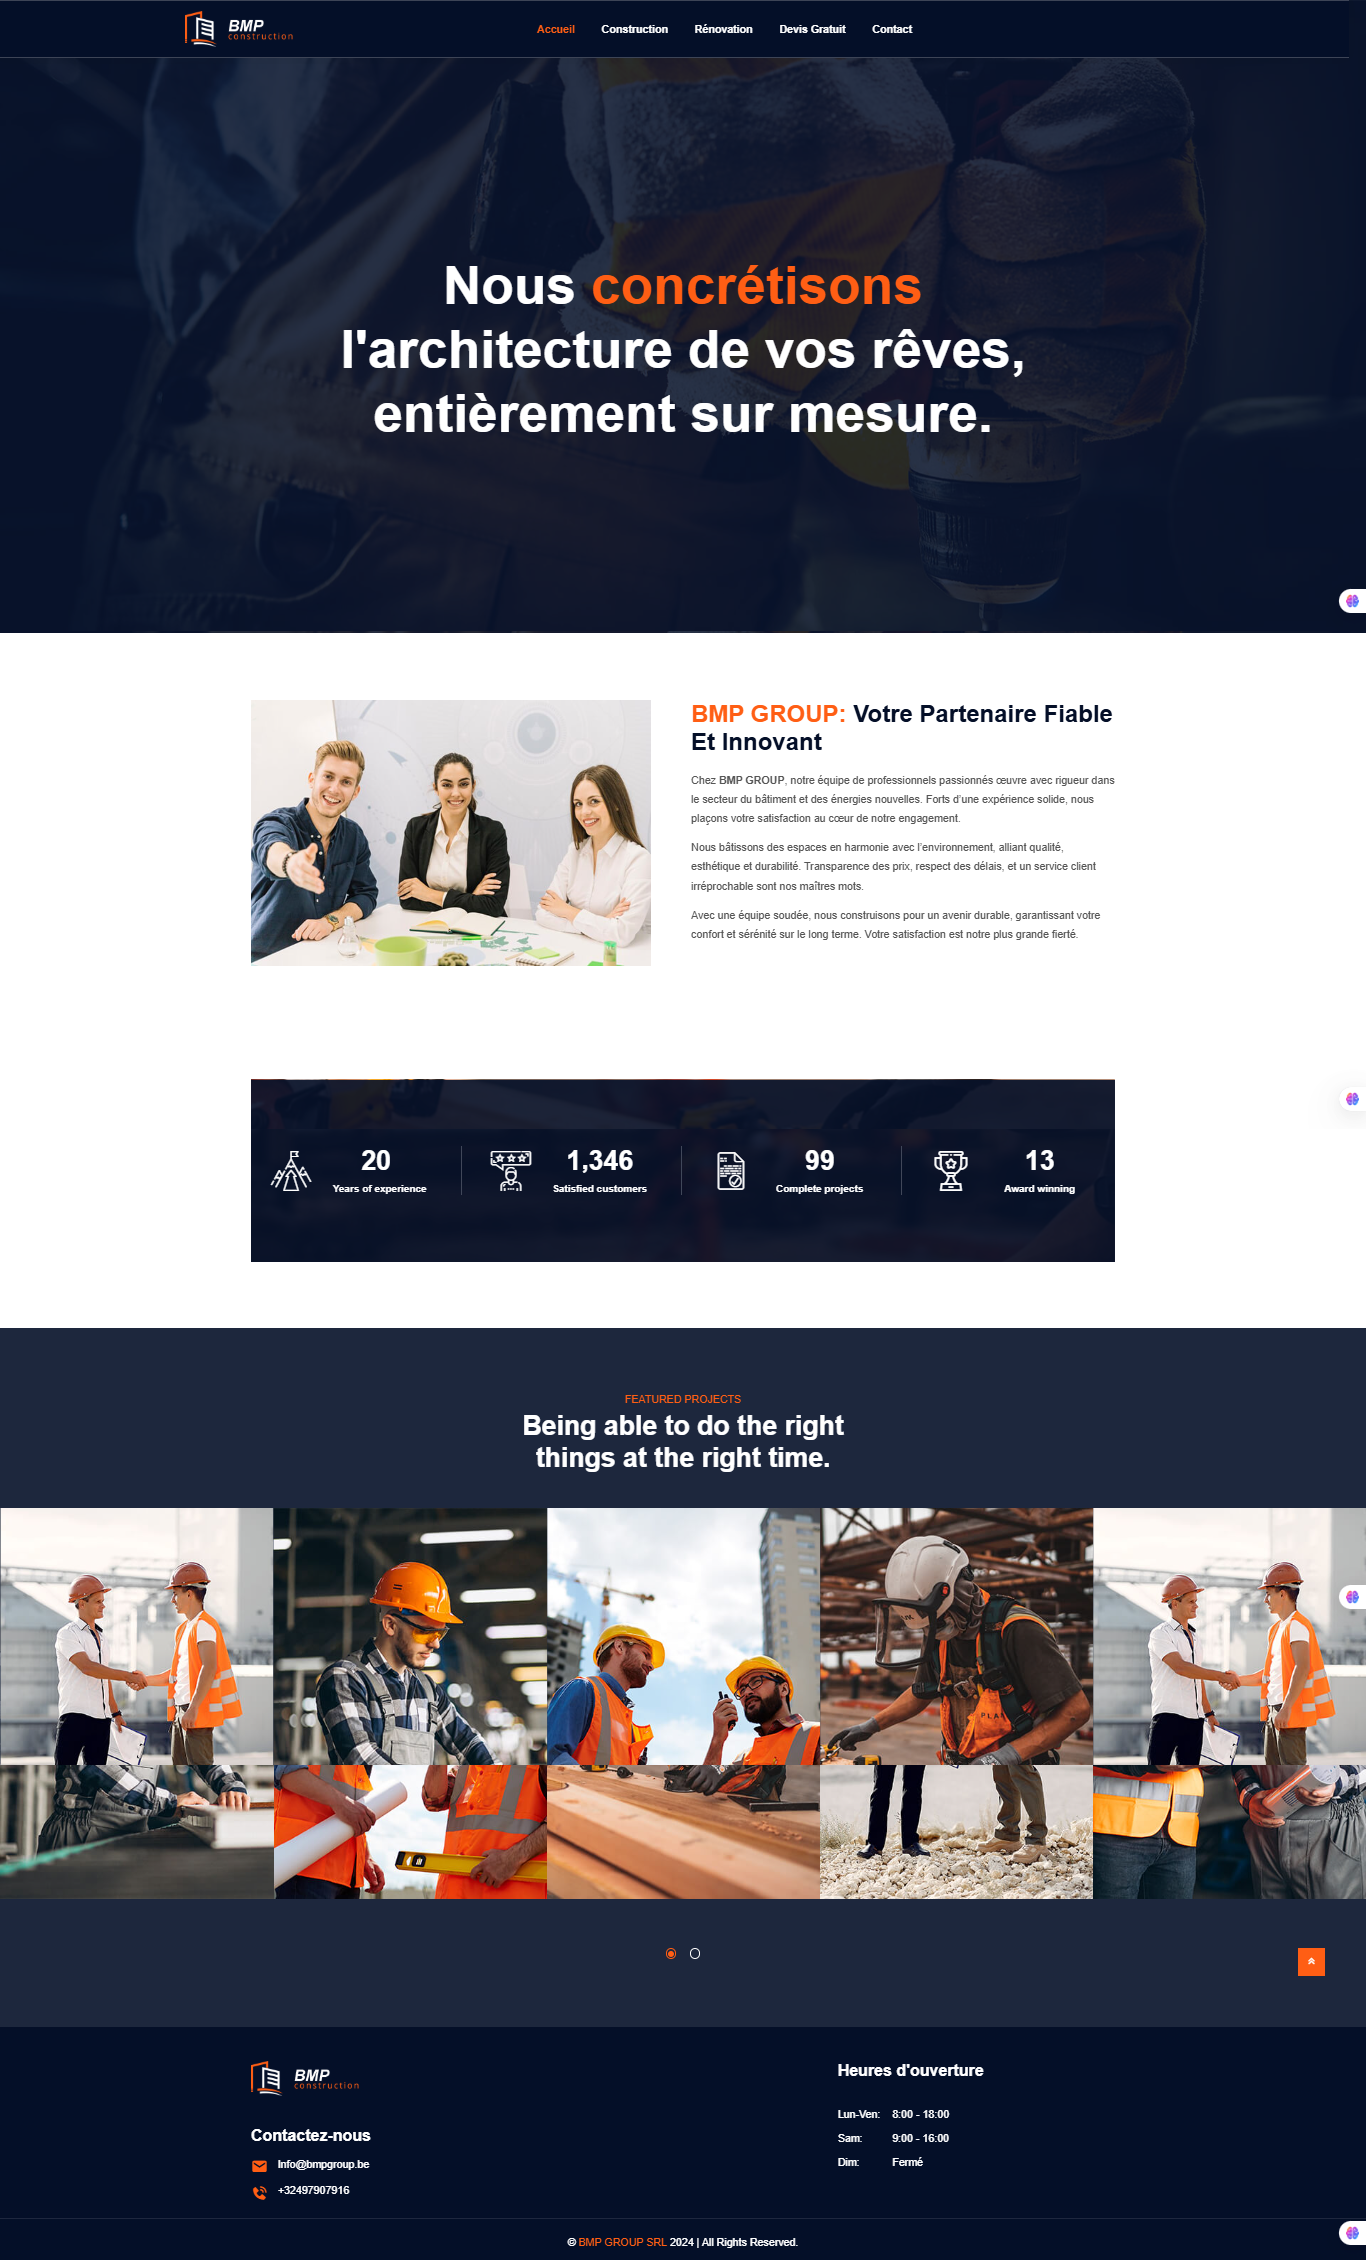 BMP
construction
Accueil
Construction
Rénovation
Devis Gratuit
Contact
Nous concrétisons
l'architecture de vos rêves,
entièrement sur mesure.
BMP GROUP: Votre Partenaire Fiable
Et Innovant
Chez BMP GROUP, notre équipe de professionnels passionnés œuvre avec rigueur dans
le secteur du bâtiment et des énergies nouvelles. Forts d’une expérience solide, nous
plaçons votre satisfaction au cœur de notre engagement.
Nous bâtissons des espaces en harmonie avec l’environnement, alliant qualité,
esthétique et durabilité. Transparence des prix, respect des délais, et un service client
irréprochable sont nos maîtres mots.
Avec une équipe soudée, nous construisons pour un avenir durable, garantissant votre
confort et sérénité sur le long terme. Votre satisfaction est notre plus grande fierté.
20
Years of experience
1,346
Satisfied customers
99
Complete projects
13
Award winning
FEATURED PROJECTS
Being able to do the right
things at the right time.
BMP
construction
Contactez-nous
Info@bmpgroup.be
+32497907916
Heures d'ouverture
Lun-Ven: 8:00 - 18:00
Sam: 9:00 - 16:00
Dim: Fermé
© BMP GROUP SRL 2024 | All Rights Reserved.